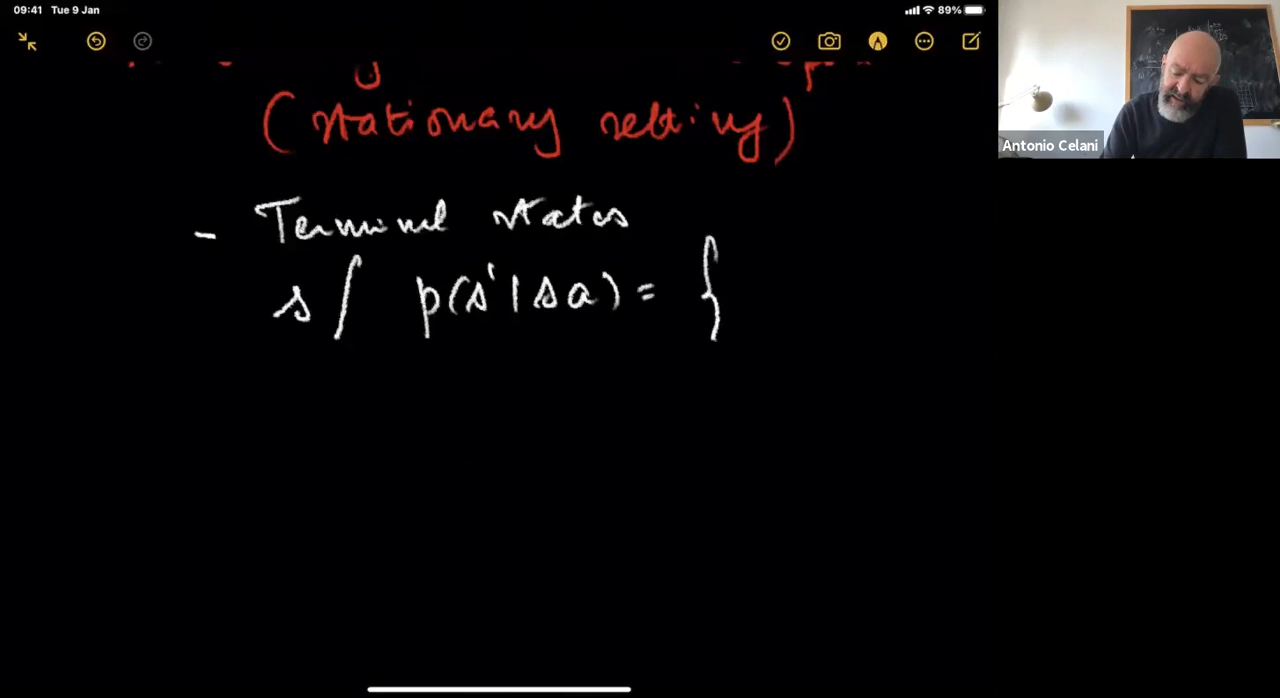 09:41 Tue 9 Jan 89%
(stationary setting)
- Terminal states
s / p(s'|sa) = {
Antonio Celani